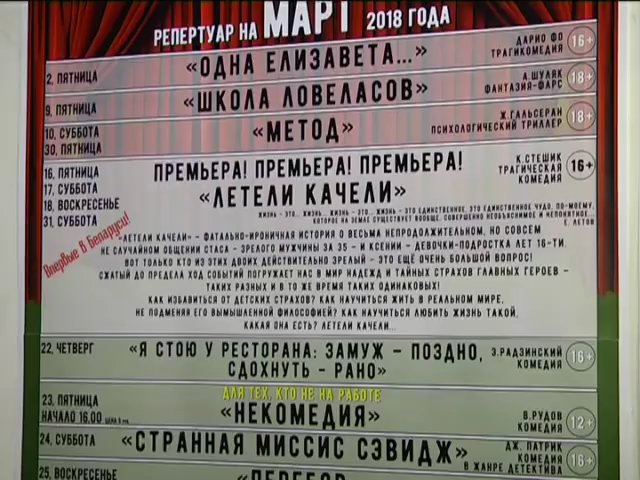 РЕПЕРТУАР НА МАРТ 2018 ГОДА
2. ПЯТНИЦА «ОДНА ЕЛИЗАВЕТА...» ДАРИО ФО ТРАГИКОМЕДИЯ 16+
9. ПЯТНИЦА «ШКОЛА ЛОВЕЛАСОВ» А.ШУЛЯК ФАНТАЗИЯ-ФАРС 18+
10. СУББОТА
30. ПЯТНИЦА
«МЕТОД» Ж.ГАЛЬСЕРАН ПСИХОЛОГИЧЕСКИЙ ТРИЛЛЕР 18+
16. ПЯТНИЦА
17. СУББОТА
18. ВОСКРЕСЕНЬЕ
31. СУББОТА
Впервые в Беларуси!
ПРЕМЬЕРА! ПРЕМЬЕРА! ПРЕМЬЕРА!
«ЛЕТЕЛИ КАЧЕЛИ»
К.СТЕШИК
ТРАГИЧЕСКАЯ
КОМЕДИЯ
16+
ЖИЗНЬ - ЭТО... ЖИЗНЬ... ЖИЗНЬ - ЭТО... ЖИЗНЬ - ЭТО ЕДИНСТВЕННОЕ, ЭТО ЕДИНСТВЕННОЕ ЧУДО, ПО-МОЕМУ,
КОТОРОЕ НА ЗЕМЛЕ СУЩЕСТВУЕТ ВООБЩЕ, СОВЕРШЕННО НЕОБЪЯСНИМОЕ И НЕПОНЯТНОЕ...
Е. ЛЕТОВ
«ЛЕТЕЛИ КАЧЕЛИ» - ФАТАЛЬНО-ИРОНИЧНАЯ ИСТОРИЯ О ВЕСЬМА НЕПРОДОЛЖИТЕЛЬНОМ, НО СОВСЕМ
НЕ СЛУЧАЙНОМ ОБЩЕНИИ СТАСА - ЗРЕЛОГО МУЖЧИНЫ ЗА 35 - И КСЕНИИ - ДЕВОЧКИ-ПОДРОСТКА ЛЕТ 16-ТИ.
ВОТ ТОЛЬКО КТО ИЗ ЭТИХ ДВОИХ ДЕЙСТВИТЕЛЬНО ЗРЕЛЫЙ - ЭТО ЕЩЁ ОЧЕНЬ БОЛЬШОЙ ВОПРОС!
СЖАТЫЙ ДО ПРЕДЕЛА ХОД СОБЫТИЙ ПОГРУЖАЕТ НАС В МИР НАДЕЖД И ТАЙНЫХ СТРАХОВ ГЛАВНЫХ ГЕРОЕВ -
ТАКИХ РАЗНЫХ И В ТО ЖЕ ВРЕМЯ ТАКИХ ОДИНАКОВЫХ!
КАК ИЗБАВИТЬСЯ ОТ ДЕТСКИХ СТРАХОВ? КАК НАУЧИТЬСЯ ЖИТЬ В РЕАЛЬНОМ МИРЕ,
НЕ ПОДМЕНЯЯ ЕГО ВЫМЫШЛЕННОЙ ФИЛОСОФИЕЙ? КАК НАУЧИТЬСЯ ЛЮБИТЬ ЖИЗНЬ ТАКОЙ,
КАКАЯ ОНА ЕСТЬ? ЛЕТЕЛИ КАЧЕЛИ...
22. ЧЕТВЕРГ
«Я СТОЮ У РЕСТОРАНА: ЗАМУЖ - ПОЗДНО,
СДОХНУТЬ - РАНО»
Э.РАДЗИНСКИЙ
КОМЕДИЯ
16+
ДЛЯ ТЕХ, КТО НЕ НА РАБОТЕ
23. ПЯТНИЦА
НАЧАЛО 16.00
«НЕКОМЕДИЯ»
В.РУДОВ
КОМЕДИЯ
12+
24. СУББОТА
«СТРАННАЯ МИССИС СЭВИДЖ»
ДЖ. ПАТРИК
КОМЕДИЯ
В ЖАНРЕ ДЕТЕКТИВА
16+
25. ВОСКРЕСЕНЬЕ